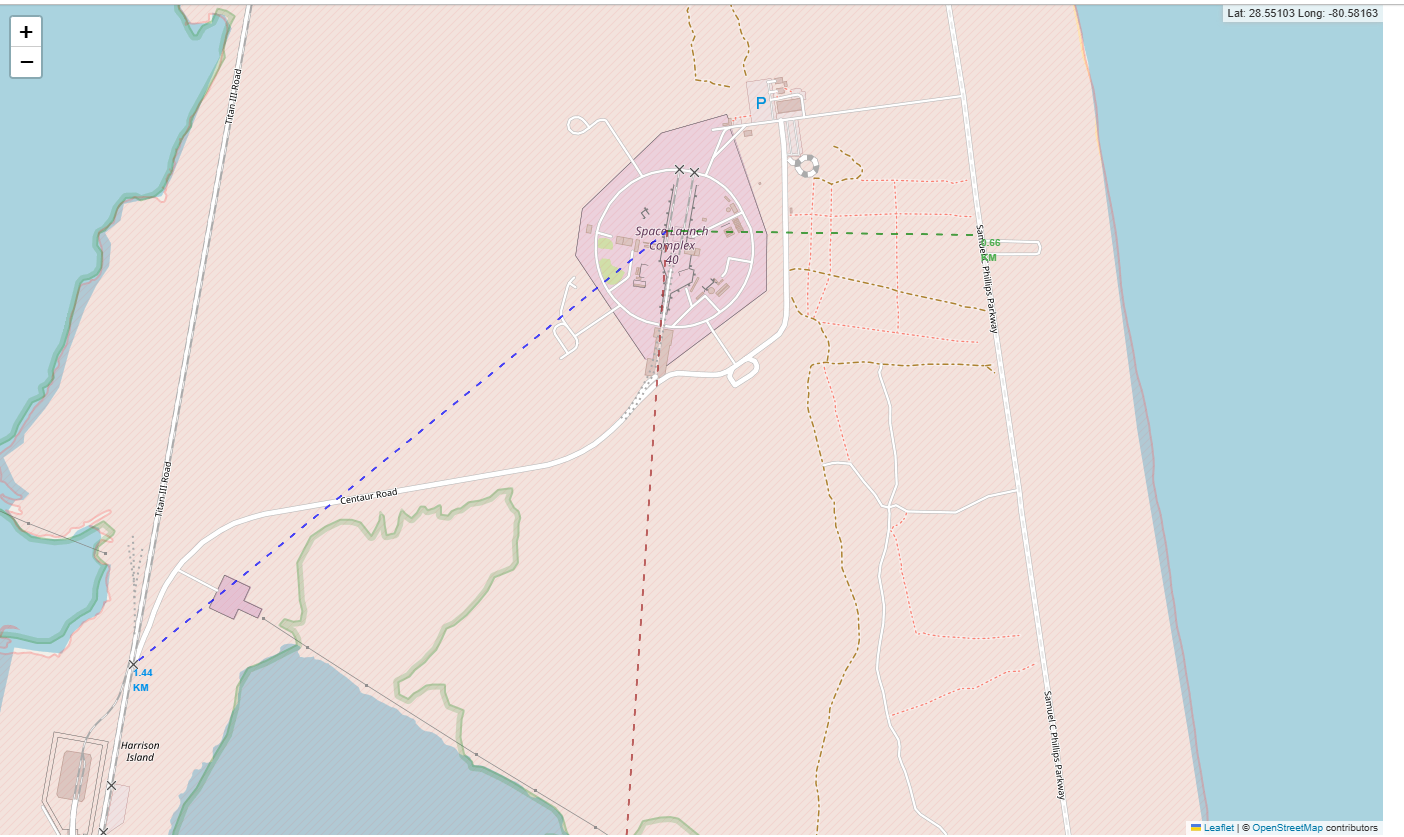 +
Lat: 28.55103 Long: -80.58163
−
Titan III Road
P
Space Launch
Complex
40
0.66
KM
Samuel C Phillips Parkway
Titan III Road
Centaur Road
1.44
KM
Harrison
Island
Samuel C Phillips Parkway
Leaflet | © OpenStreetMap contributors